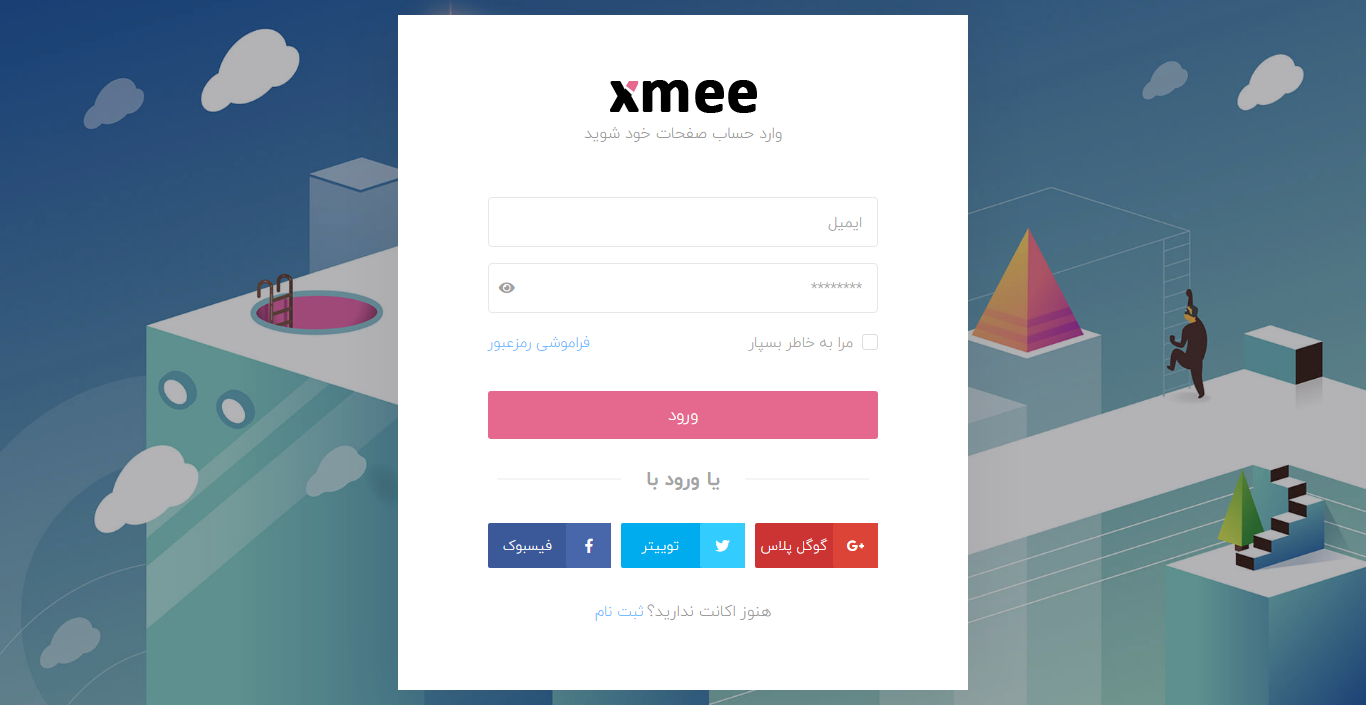 xmee
وارد حساب صفحات خود شوید
ایمیل
********
مرا به خاطر بسپار
فراموشی رمزعبور
ورود
یا ورود با
گوگل پلاس
توییتر
فیسبوک
هنوز اکانت ندارید؟ ثبت نام